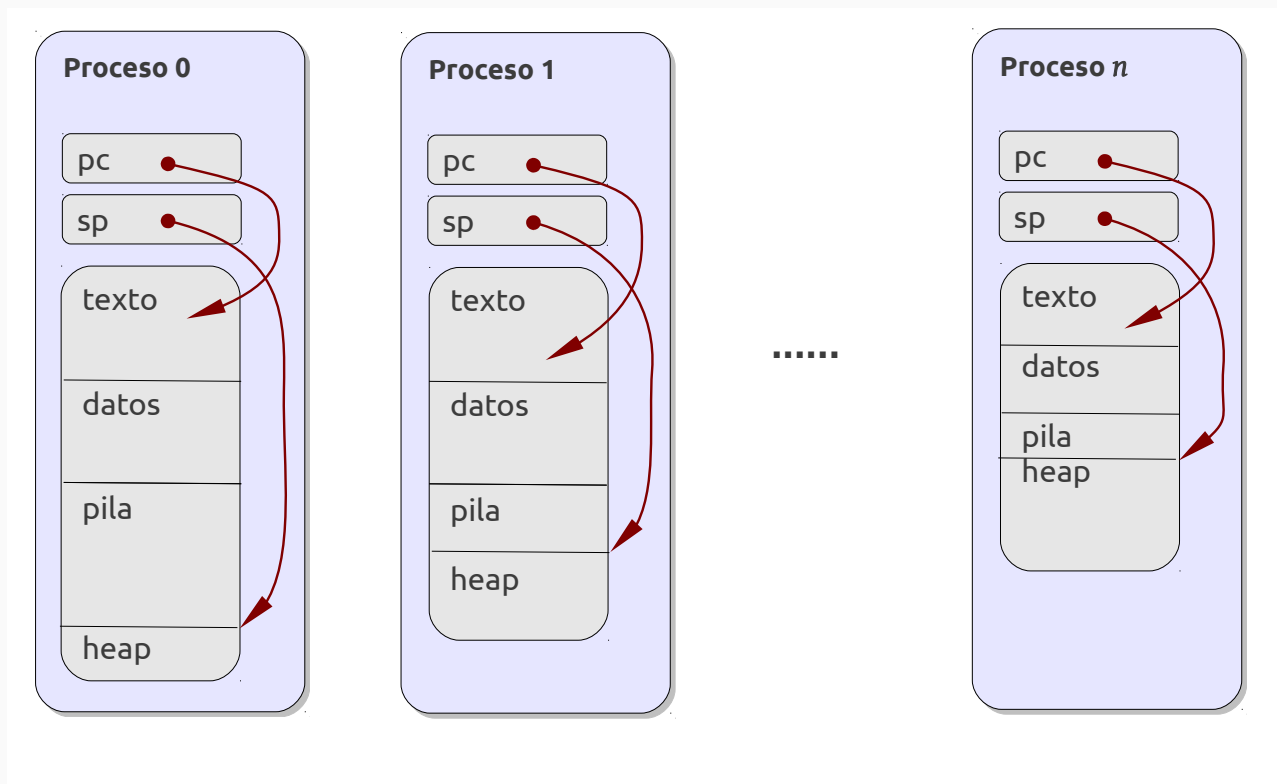 Proceso 0
pc
sp
texto
datos
pila
heap
Proceso 1
pc
sp
texto
datos
pila
heap
......
Proceso n
pc
sp
texto
datos
pila
heap